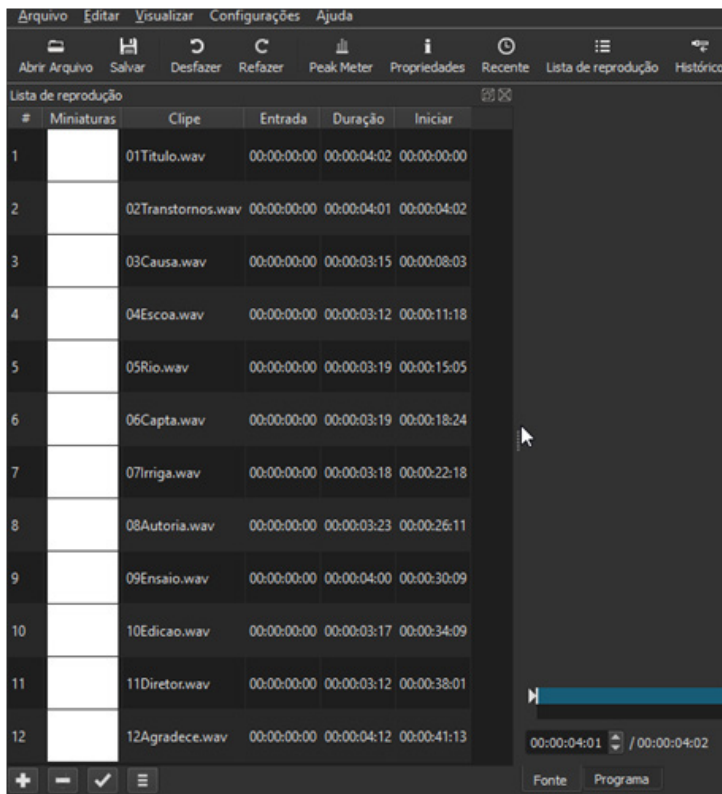 Arquivo Editar Visualizar Configurações Ajuda
Abrir Arquivo Salvar Desfazer Refazer Peak Meter Propriedades Recente Lista de reprodução Histórico
Lista de reprodução
# Miniaturas Clipe Entrada Duração Iniciar
1 01Titulo.wav 00:00:00:00 00:00:04:02 00:00:00:00
2 02Transtornos.wav 00:00:00:00 00:00:04:01 00:00:04:02
3 03Causa.wav 00:00:00:00 00:00:03:15 00:00:08:03
4 04Escoa.wav 00:00:00:00 00:00:03:12 00:00:11:18
5 05Rio.wav 00:00:00:00 00:00:03:19 00:00:15:05
6 06Capta.wav 00:00:00:00 00:00:03:19 00:00:18:24
7 07Irriga.wav 00:00:00:00 00:00:03:18 00:00:22:18
8 08Autoria.wav 00:00:00:00 00:00:03:23 00:00:26:11
9 09Ensaio.wav 00:00:00:00 00:00:04:00 00:00:30:09
10 10Edicao.wav 00:00:00:00 00:00:03:17 00:00:34:09
11 11Diretor.wav 00:00:00:00 00:00:03:12 00:00:38:01
12 12Agradece.wav 00:00:00:00 00:00:04:12 00:00:41:13
00:00:04:01 / 00:00:04:02
Fonte Programa